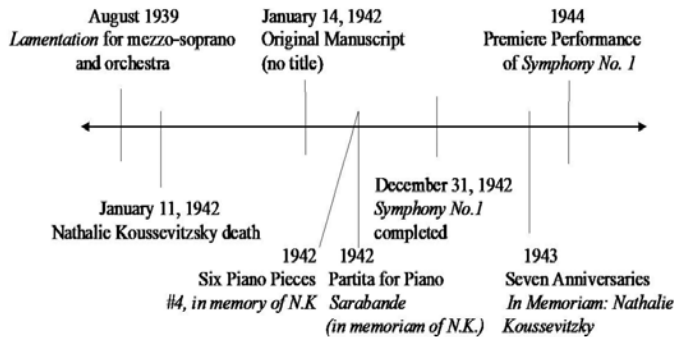 August 1939
Lamentation for mezzo-soprano
and orchestra
January 14, 1942
Original Manuscript
(no title)
1944
Premiere Performance
of Symphony No. 1
January 11, 1942
Nathalie Koussevitzsky death
December 31, 1942
Symphony No.1
completed
1942
Six Piano Pieces
#4, in memory of N.K
1942
Partita for Piano
Sarabande
(in memoriam of N.K.)
1943
Seven Anniversaries
In Memoriam: Nathalie
Koussevitzky